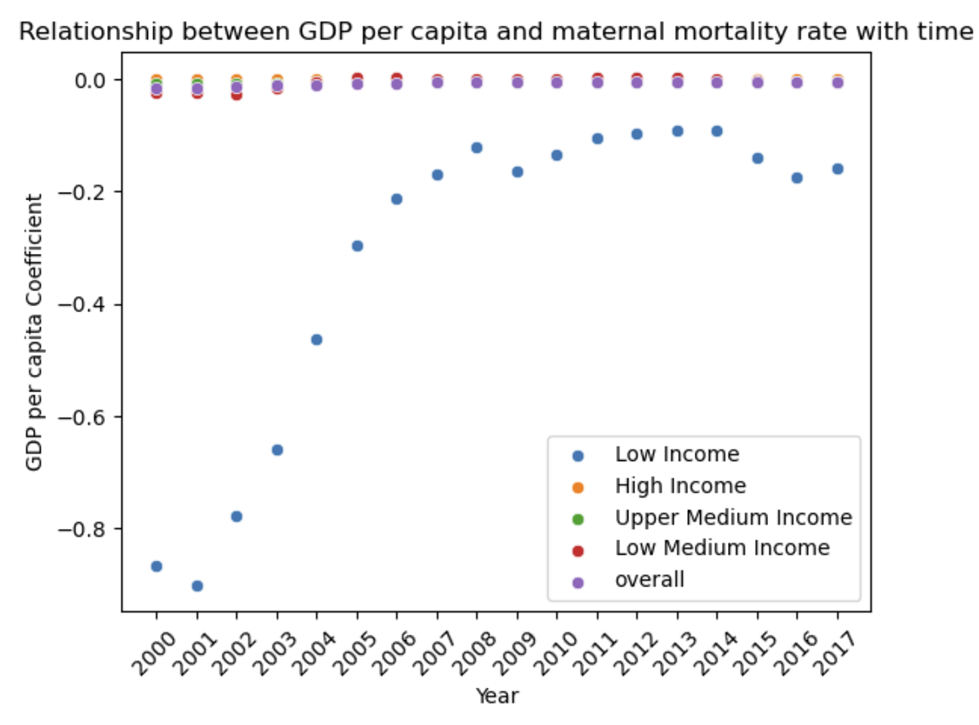 Relationship between GDP per capita and maternal mortality rate with time
GDP per capita Coefficient
0.0
−0.2
−0.4
−0.6
−0.8
Low Income
High Income
Upper Medium Income
Low Medium Income
overall
2000 2001 2002 2003 2004 2005 2006 2007 2008 2009 2010 2011 2012 2013 2014 2015 2016 2017
Year